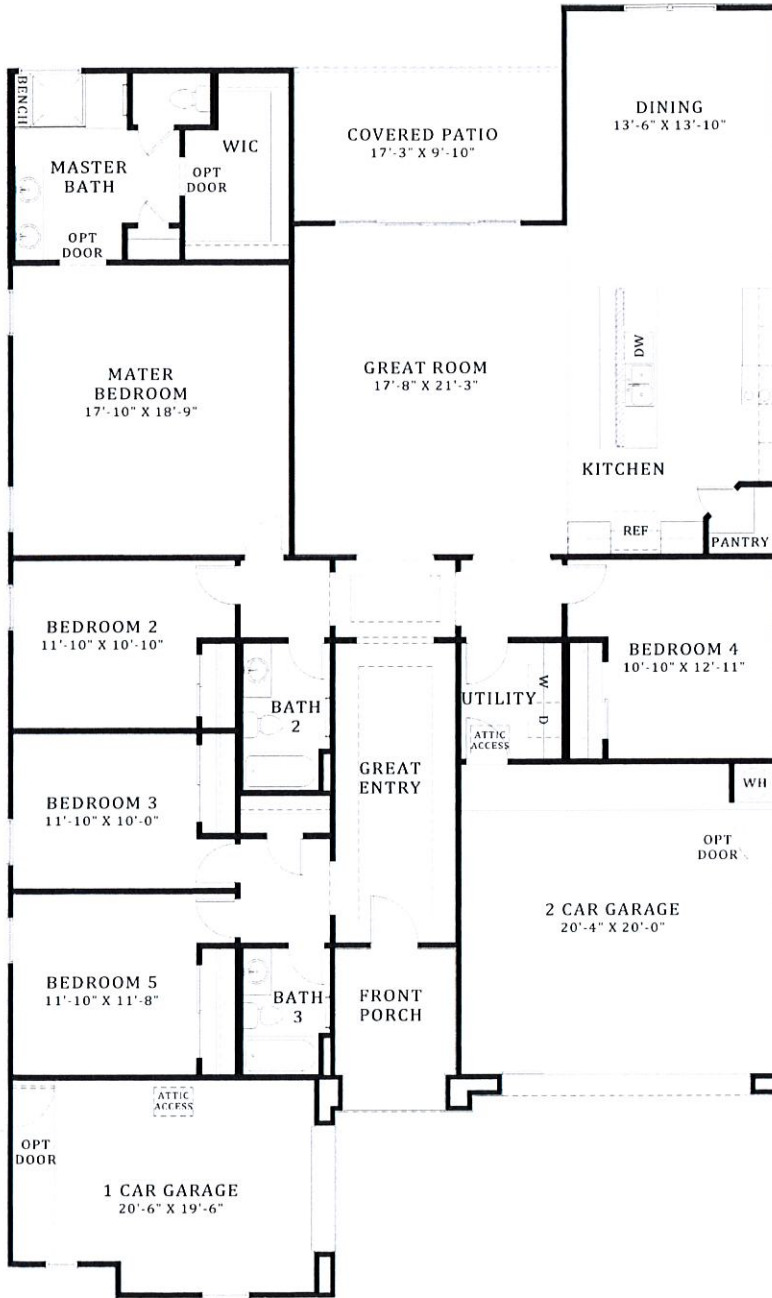 DINING
13'-6" X 13'-10"
BENCH
COVERED PATIO
17'-3" X 9'-10"
WIC
MASTER
BATH
OPT
DOOR
OPT
DOOR
DW
GREAT ROOM
17'-8" X 21'-3"
MATER
BEDROOM
17'-10" X 18'-9"
KITCHEN
REF
PANTRY
BEDROOM 2
11'-10" X 10'-10"
BEDROOM 4
10'-10" X 12'-11"
BATH
2
UTILITY
W
D
ATTIC
ACCESS
GREAT
ENTRY
WH
BEDROOM 3
11'-10" X 10'-0"
OPT
DOOR
2 CAR GARAGE
20'-4" X 20'-0"
BEDROOM 5
11'-10" X 11'-8"
BATH
3
FRONT
PORCH
ATTIC
ACCESS
OPT
DOOR
1 CAR GARAGE
20'-6" X 19'-6"